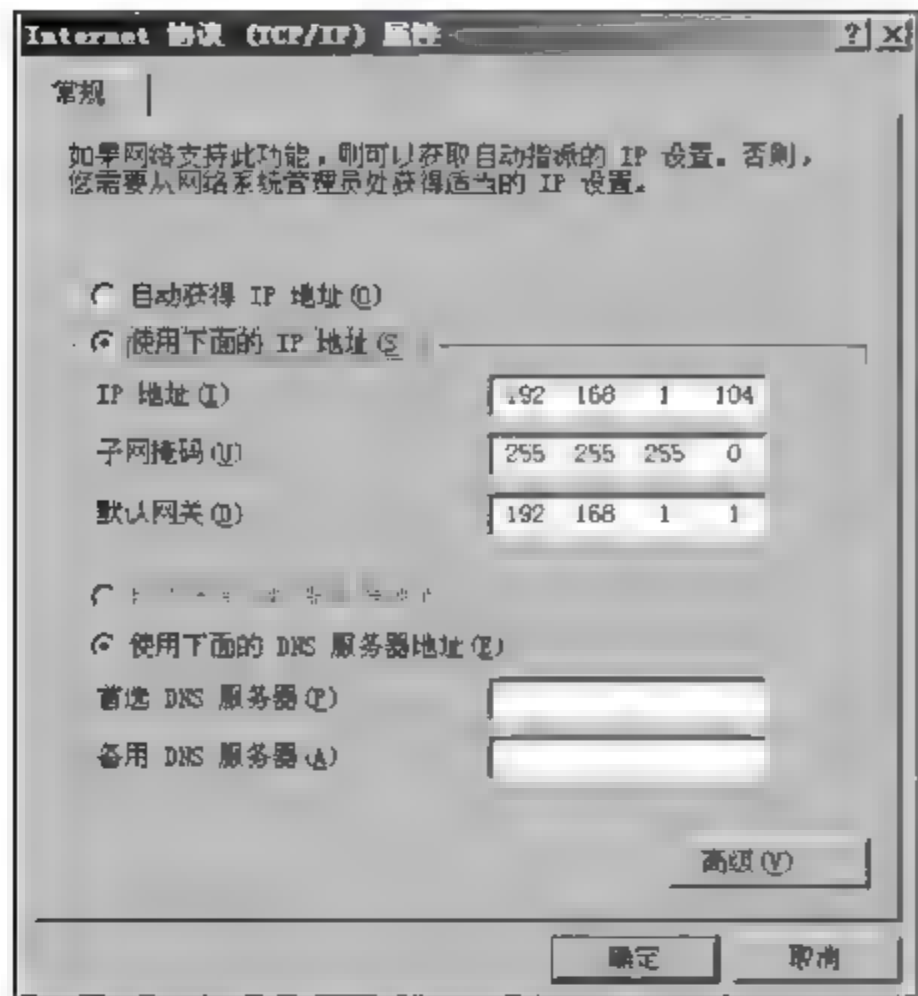 Internet 协议 (TCP/IP) 属性
常规
如果网络支持此功能，则可以获取自动指派的 IP 设置。否则，
您需要从网络系统管理员处获得适当的 IP 设置。
自动获得 IP 地址(O)
使用下面的 IP 地址(S
IP 地址(I) 192 168 1 104
子网掩码(U) 255 255 255 0
默认网关(D) 192 168 1 1
使用下面的 DNS 服务器地址(E)
首选 DNS 服务器(P)
备用 DNS 服务器(A)
高级(V)
确定 取消